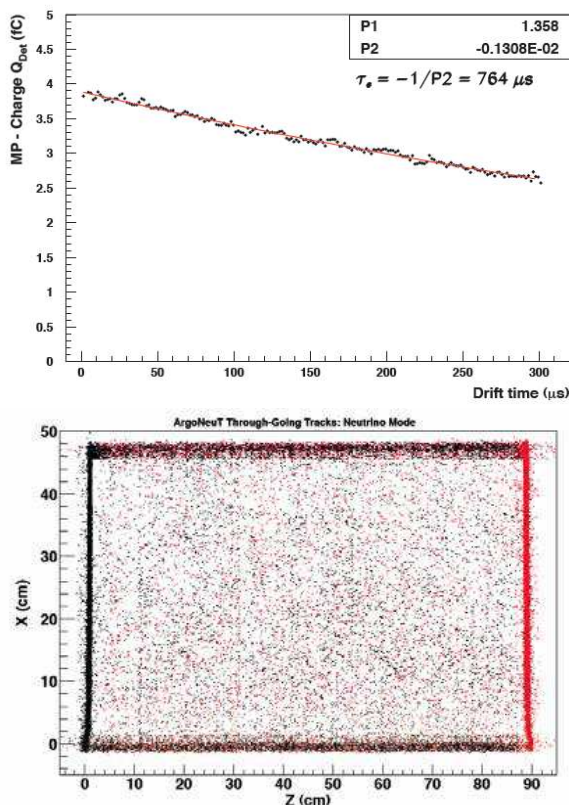 P1 1.358
P2 -0.1308E-02
τe = −1/P2 = 764 μs
MP - Charge QDet (fC)
5
4.5
4
3.5
3
2.5
2
1.5
1
0.5
0
0 50 100 150 200 250 300
Drift time (μs)
ArgoNeuT Through-Going Tracks: Neutrino Mode
X (cm)
50
40
30
20
10
0
0 10 20 30 40 50 60 70 80 90
Z (cm)